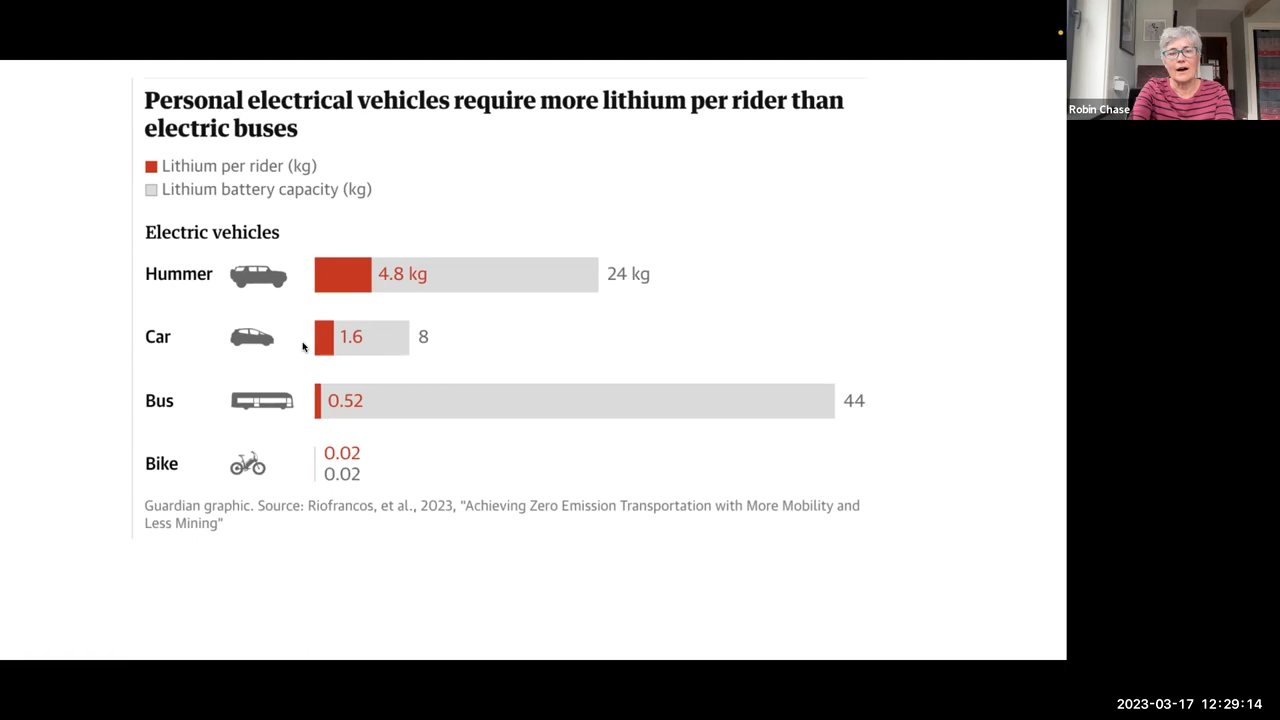 Personal electrical vehicles require more lithium per rider than
electric buses
Lithium per rider (kg)
Lithium battery capacity (kg)
Electric vehicles
Hummer 4.8 kg 24 kg
Car 1.6 8
Bus 0.52 44
Bike 0.02
0.02
Guardian graphic. Source: Riofrancos, et al., 2023, "Achieving Zero Emission Transportation with More Mobility and
Less Mining"
Robin Chase
2023-03-17 12:29:14